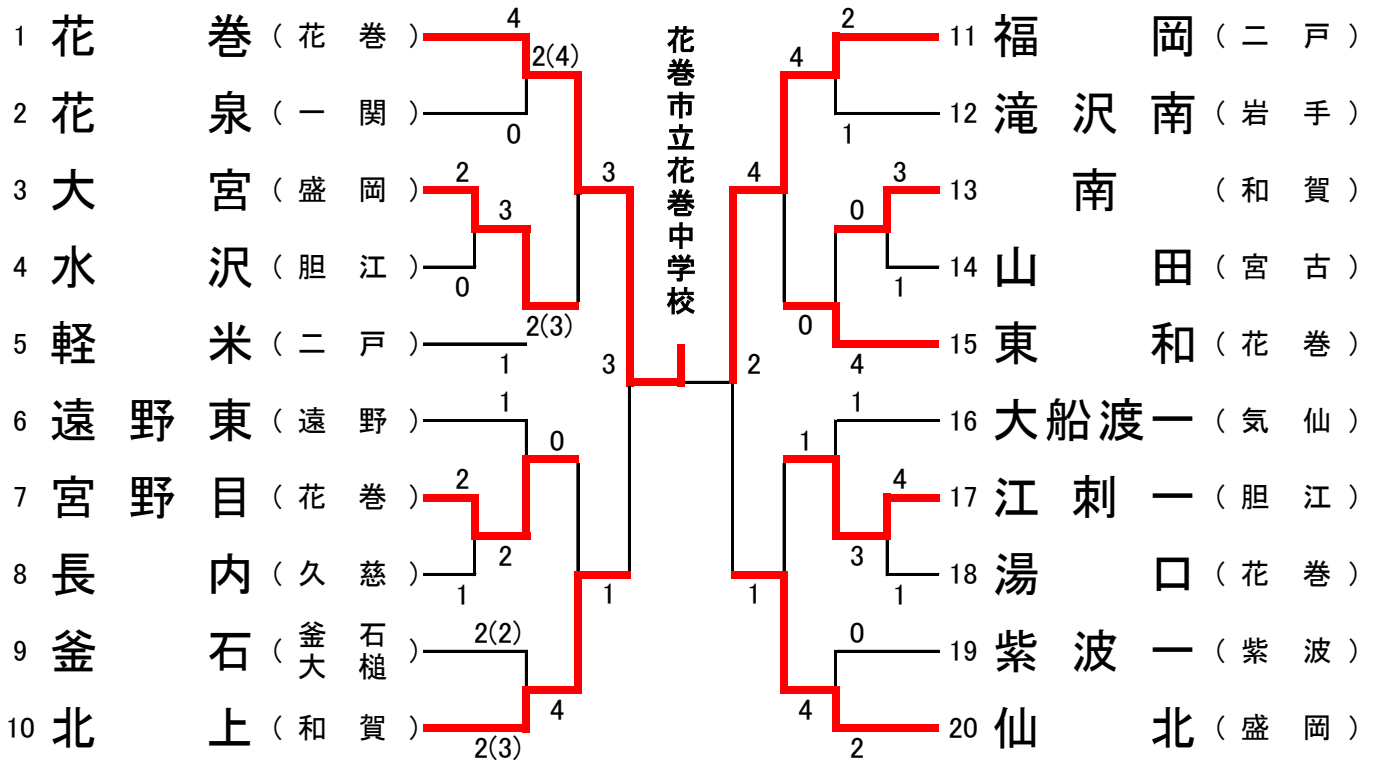 1 花巻 (花巻) 4
2(4)
2 花泉 (一関) 0
3 大宮 (盛岡) 2
3
3
4 水沢 (胆江) 0
2(3)
5 軽米 (二戸) 1
3
6 遠野東 (遠野) 1
0
7 宮野目 (花巻) 2
2
8 長内 (久慈) 1
1
9 釜石 (釜石大槌) 2(2)
4
10 北上 (和賀) 2(3)
花巻市立花巻中学校
2 11 福岡 (二戸)
4
1 12 滝沢南 (岩手)
4
3 13 南 (和賀)
0
1 14 山田 (宮古)
0
4 15 東和 (花巻)
2
1 16 大船渡一 (気仙)
1
4 17 江刺一 (胆江)
3
1 18 湯口 (花巻)
1
0 19 紫波一 (紫波)
4
2 20 仙北 (盛岡)